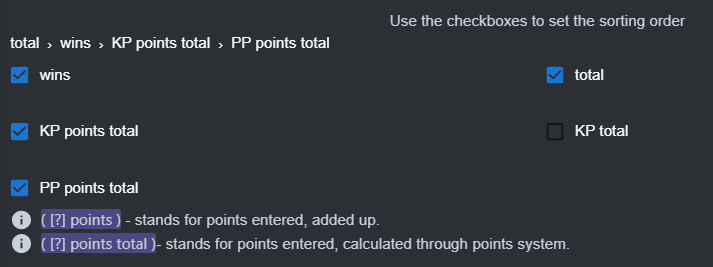 Use the checkboxes to set the sorting order
total › wins › KP points total › PP points total
wins
total
KP points total
KP total
PP points total
( [?] points ) - stands for points entered, added up.
( [?] points total )- stands for points entered, calculated through points system.